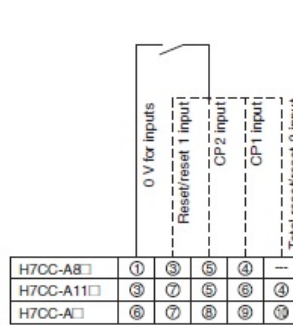 0 V for inputs
Reset/reset 1 input
CP2 input
CP1 input
H7CC-A8□ ① ③ ⑤ ④ ---
H7CC-A11□ ③ ⑦ ⑤ ⑥ ④
H7CC-A□ ⑥ ⑦ ⑧ ⑨ ⑩